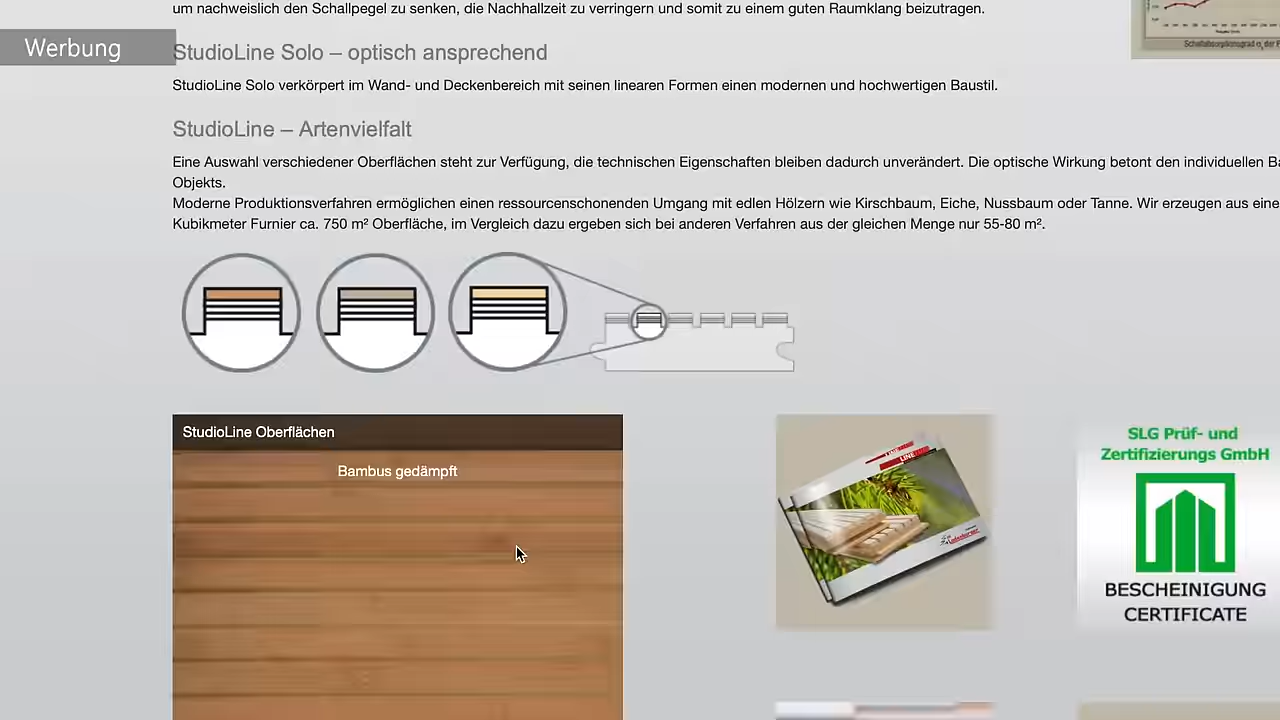 um nachweislich den Schallpegel zu senken, die Nachhallzeit zu verringern und somit zu einem guten Raumklang beizutragen.
Werbung
StudioLine Solo – optisch ansprechend
StudioLine Solo verkörpert im Wand- und Deckenbereich mit seinen linearen Formen einen modernen und hochwertigen Baustil.
StudioLine – Artenvielfalt
Eine Auswahl verschiedener Oberflächen steht zur Verfügung, die technischen Eigenschaften bleiben dadurch unverändert. Die optische Wirkung betont den individuellen
Objekts.
Moderne Produktionsverfahren ermöglichen einen ressourcenschonenden Umgang mit edlen Hölzern wie Kirschbaum, Eiche, Nussbaum oder Tanne. Wir erzeugen aus eine
Kubikmeter Furnier ca. 750 m² Oberfläche, im Vergleich dazu ergeben sich bei anderen Verfahren aus der gleichen Menge nur 55-80 m².
StudioLine Oberflächen
Bambus gedämpft
SLG Prüf- und
Zertifizierungs GmbH
BESCHEINIGUNG
CERTIFICATE